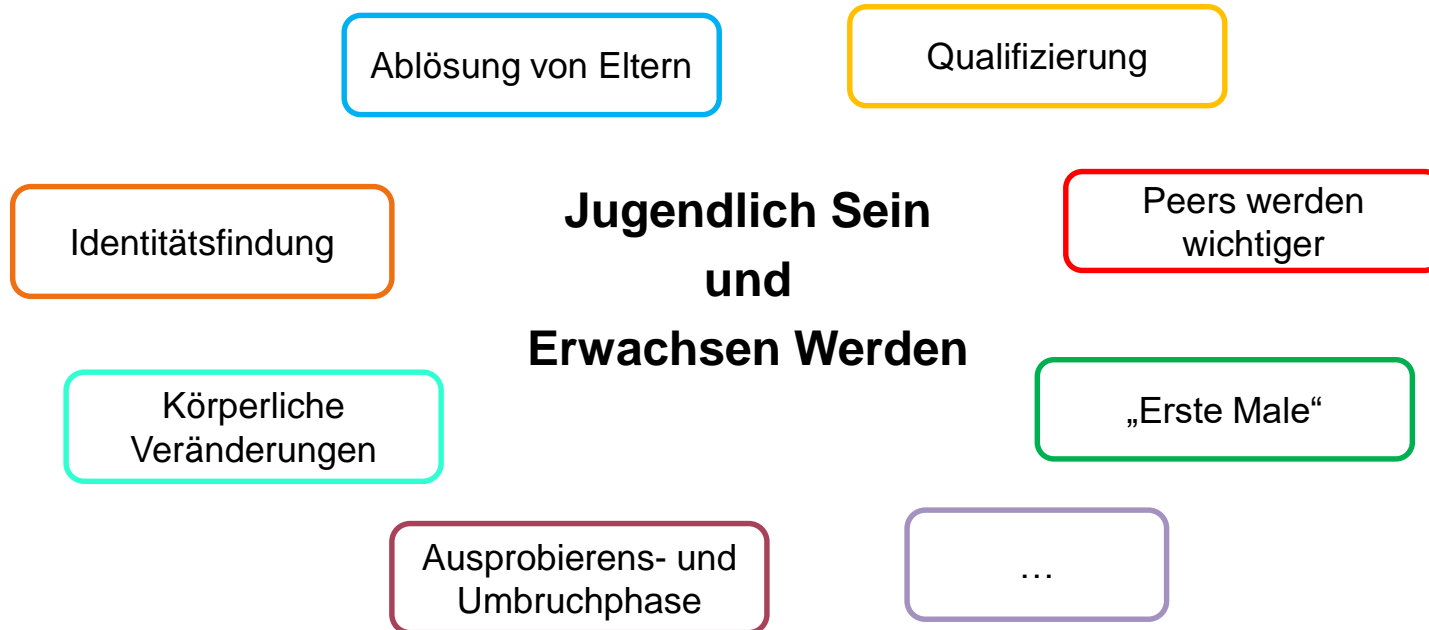 Ablösung von Eltern
Qualifizierung
Identitätsfindung
Jugendlich Sein
und
Erwachsen Werden
Peers werden
wichtiger
Körperliche
Veränderungen
„Erste Male“
Ausprobierens- und
Umbruchphase
…